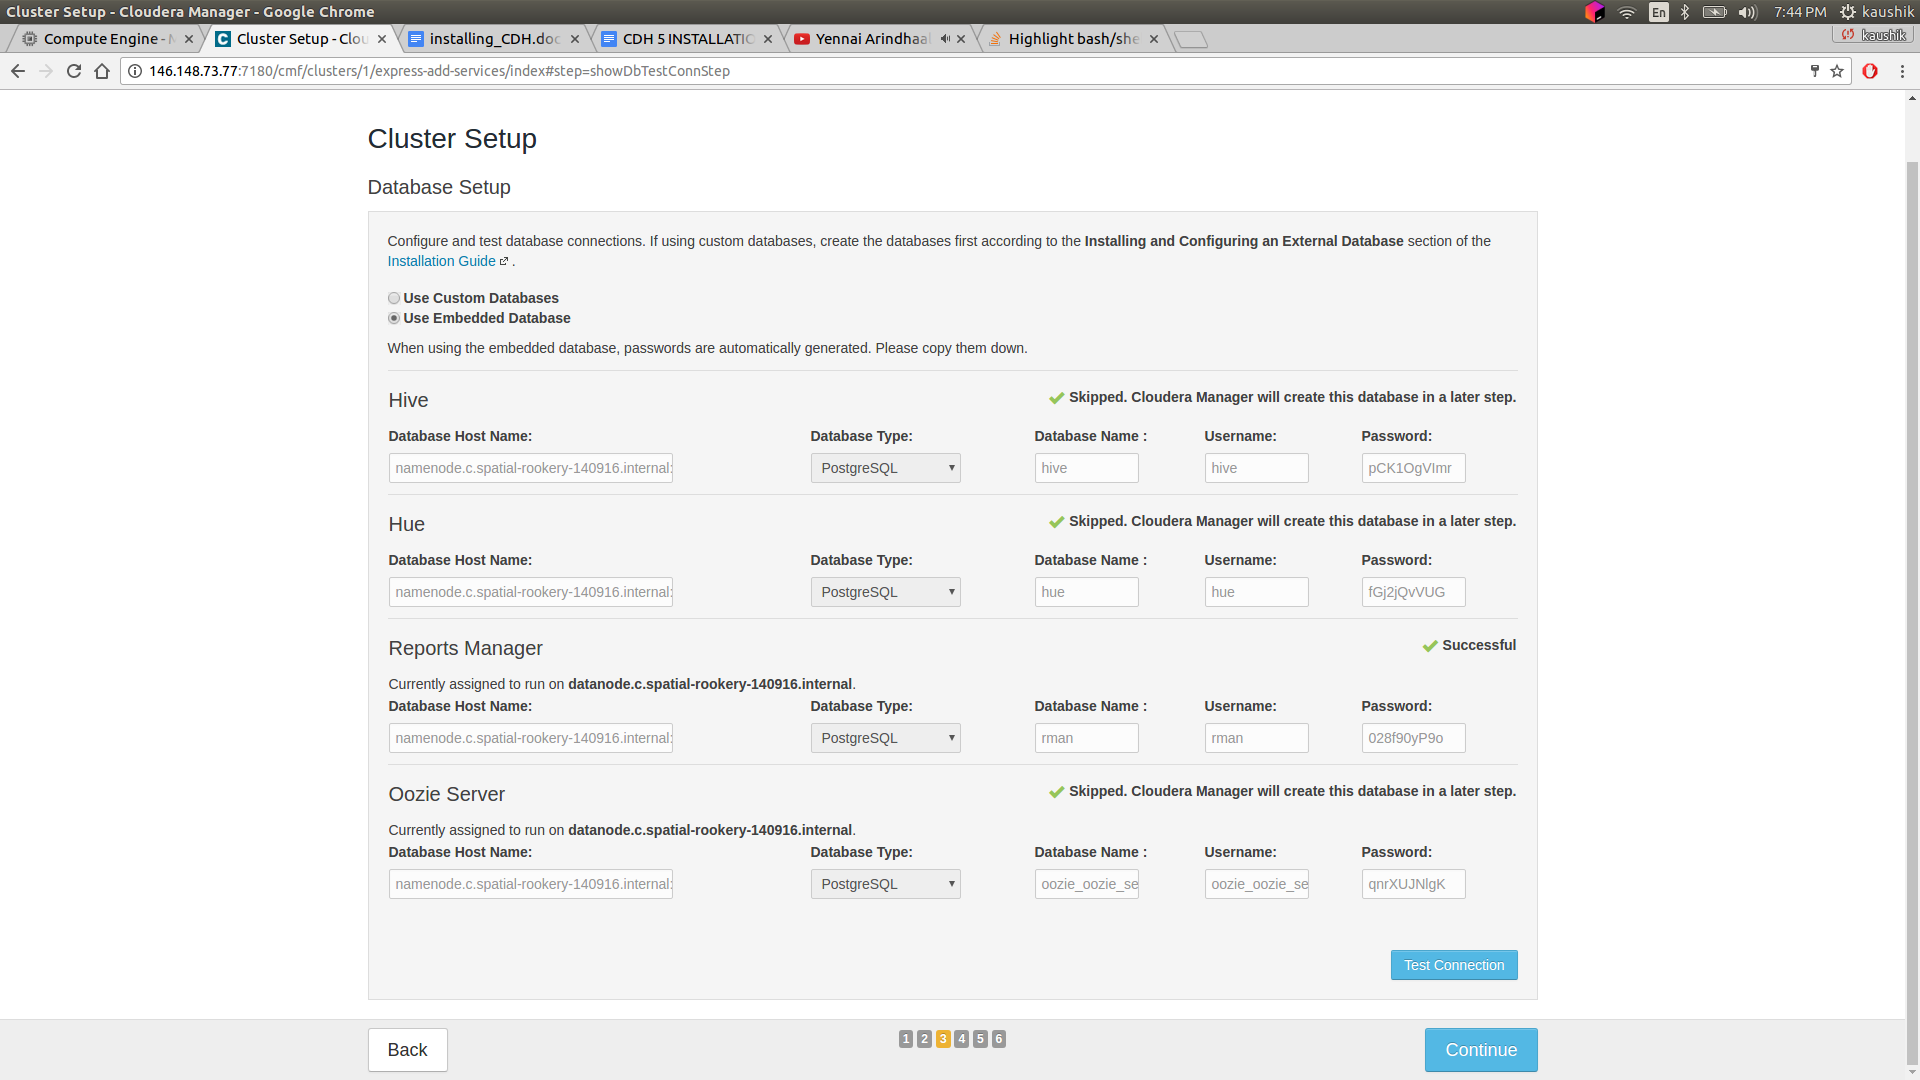 Cluster Setup - Cloudera Manager - Google Chrome
En
7:44 PM
kaushik
Compute Engine -
Cluster Setup - Clou
installing_CDH.doc
CDH 5 INSTALLATIO
Yennai Arindhaal
Highlight bash/she
kaushik
146.148.73.77:7180/cmf/clusters/1/express-add-services/index#step=showDbTestConnStep
Cluster Setup
Database Setup
Configure and test database connections. If using custom databases, create the databases first according to the Installing and Configuring an External Database section of the
Installation Guide .
Use Custom Databases
Use Embedded Database
When using the embedded database, passwords are automatically generated. Please copy them down.
Hive
Skipped. Cloudera Manager will create this database in a later step.
Database Host Name: Database Type: Database Name : Username: Password:
namenode.c.spatial-rookery-140916.internal: PostgreSQL hive hive pCK1OgVImr
Hue
Skipped. Cloudera Manager will create this database in a later step.
Database Host Name: Database Type: Database Name : Username: Password:
namenode.c.spatial-rookery-140916.internal: PostgreSQL hue hue fGj2jQvVUG
Reports Manager
Successful
Currently assigned to run on datanode.c.spatial-rookery-140916.internal.
Database Host Name: Database Type: Database Name : Username: Password:
namenode.c.spatial-rookery-140916.internal: PostgreSQL rman rman 028f90yP9o
Oozie Server
Skipped. Cloudera Manager will create this database in a later step.
Currently assigned to run on datanode.c.spatial-rookery-140916.internal.
Database Host Name: Database Type: Database Name : Username: Password:
namenode.c.spatial-rookery-140916.internal: PostgreSQL oozie_oozie_se oozie_oozie_se qnrXUJNlgK
Test Connection
Back
1 2 3 4 5 6
Continue